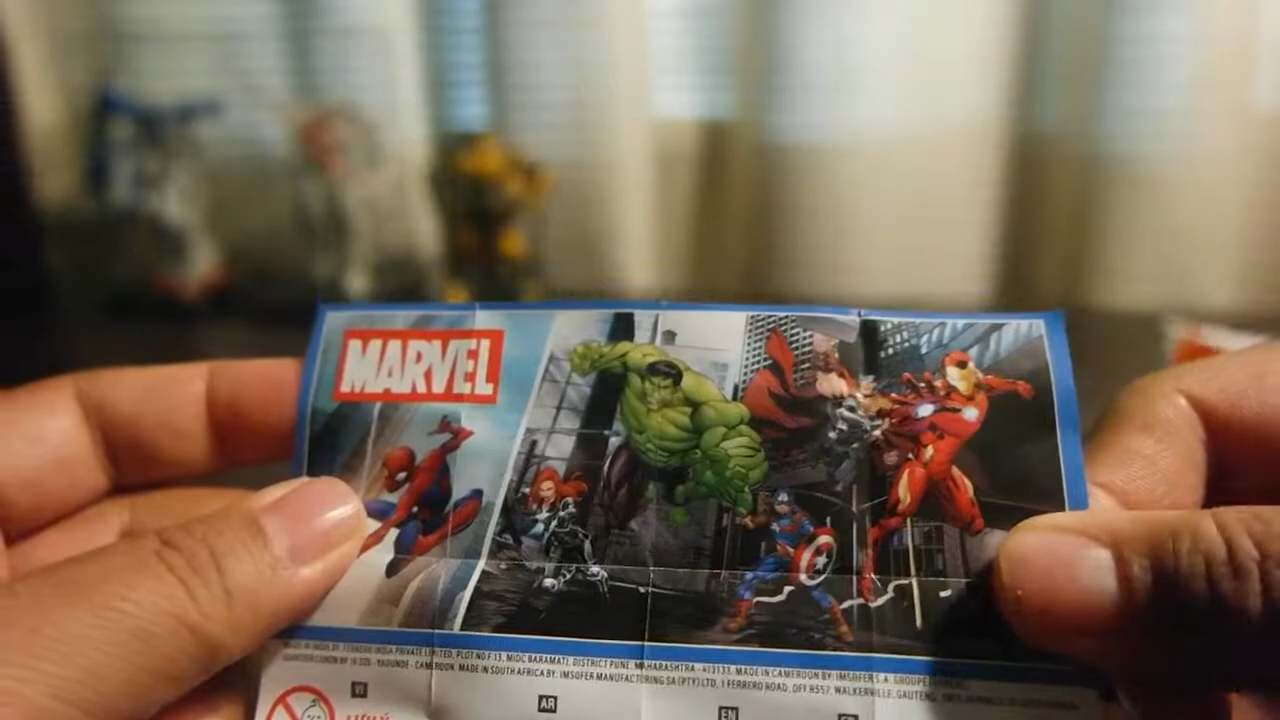 MARVEL
MADE IN INDIA BY: FERRERO INDIA PRIVATE LIMITED, PLOT NO F-13, MIDC BARAMATI, DISTRICT PUNE, MAHARASHTRA - 413133. MADE IN CAMEROON BY: IMSOFER S.A. GROUPE
YAOUNDE - CAMEROON. MADE IN SOUTH AFRICA BY: IMSOFER MANUFACTURING SA (PTY) LTD, 1 FERRERO ROAD, OFF R557, WALKERVILLE, GAUTENG,
VI
AR
EN